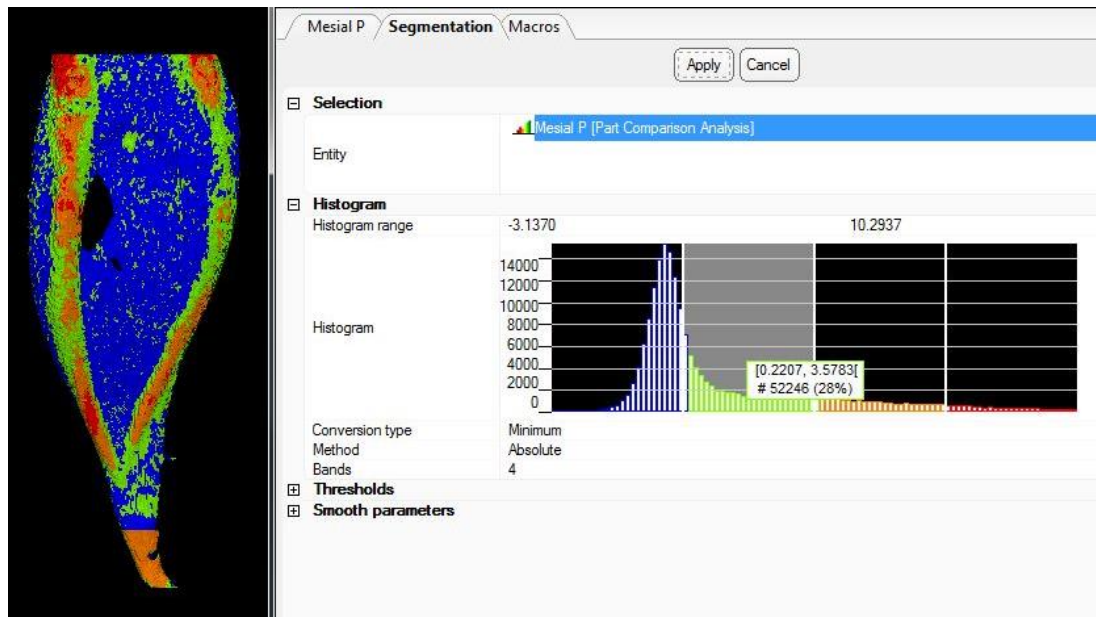 Mesial P Segmentation Macros
Apply Cancel
Selection
Entity Mesial P [Part Comparison Analysis]
Histogram
Histogram range -3.1370 10.2937
Histogram
14000
12000
10000
8000
6000
4000
2000
0
[0.2207, 3.5783[
# 52246 (28%)
Conversion type Minimum
Method Absolute
Bands 4
Thresholds
Smooth parameters